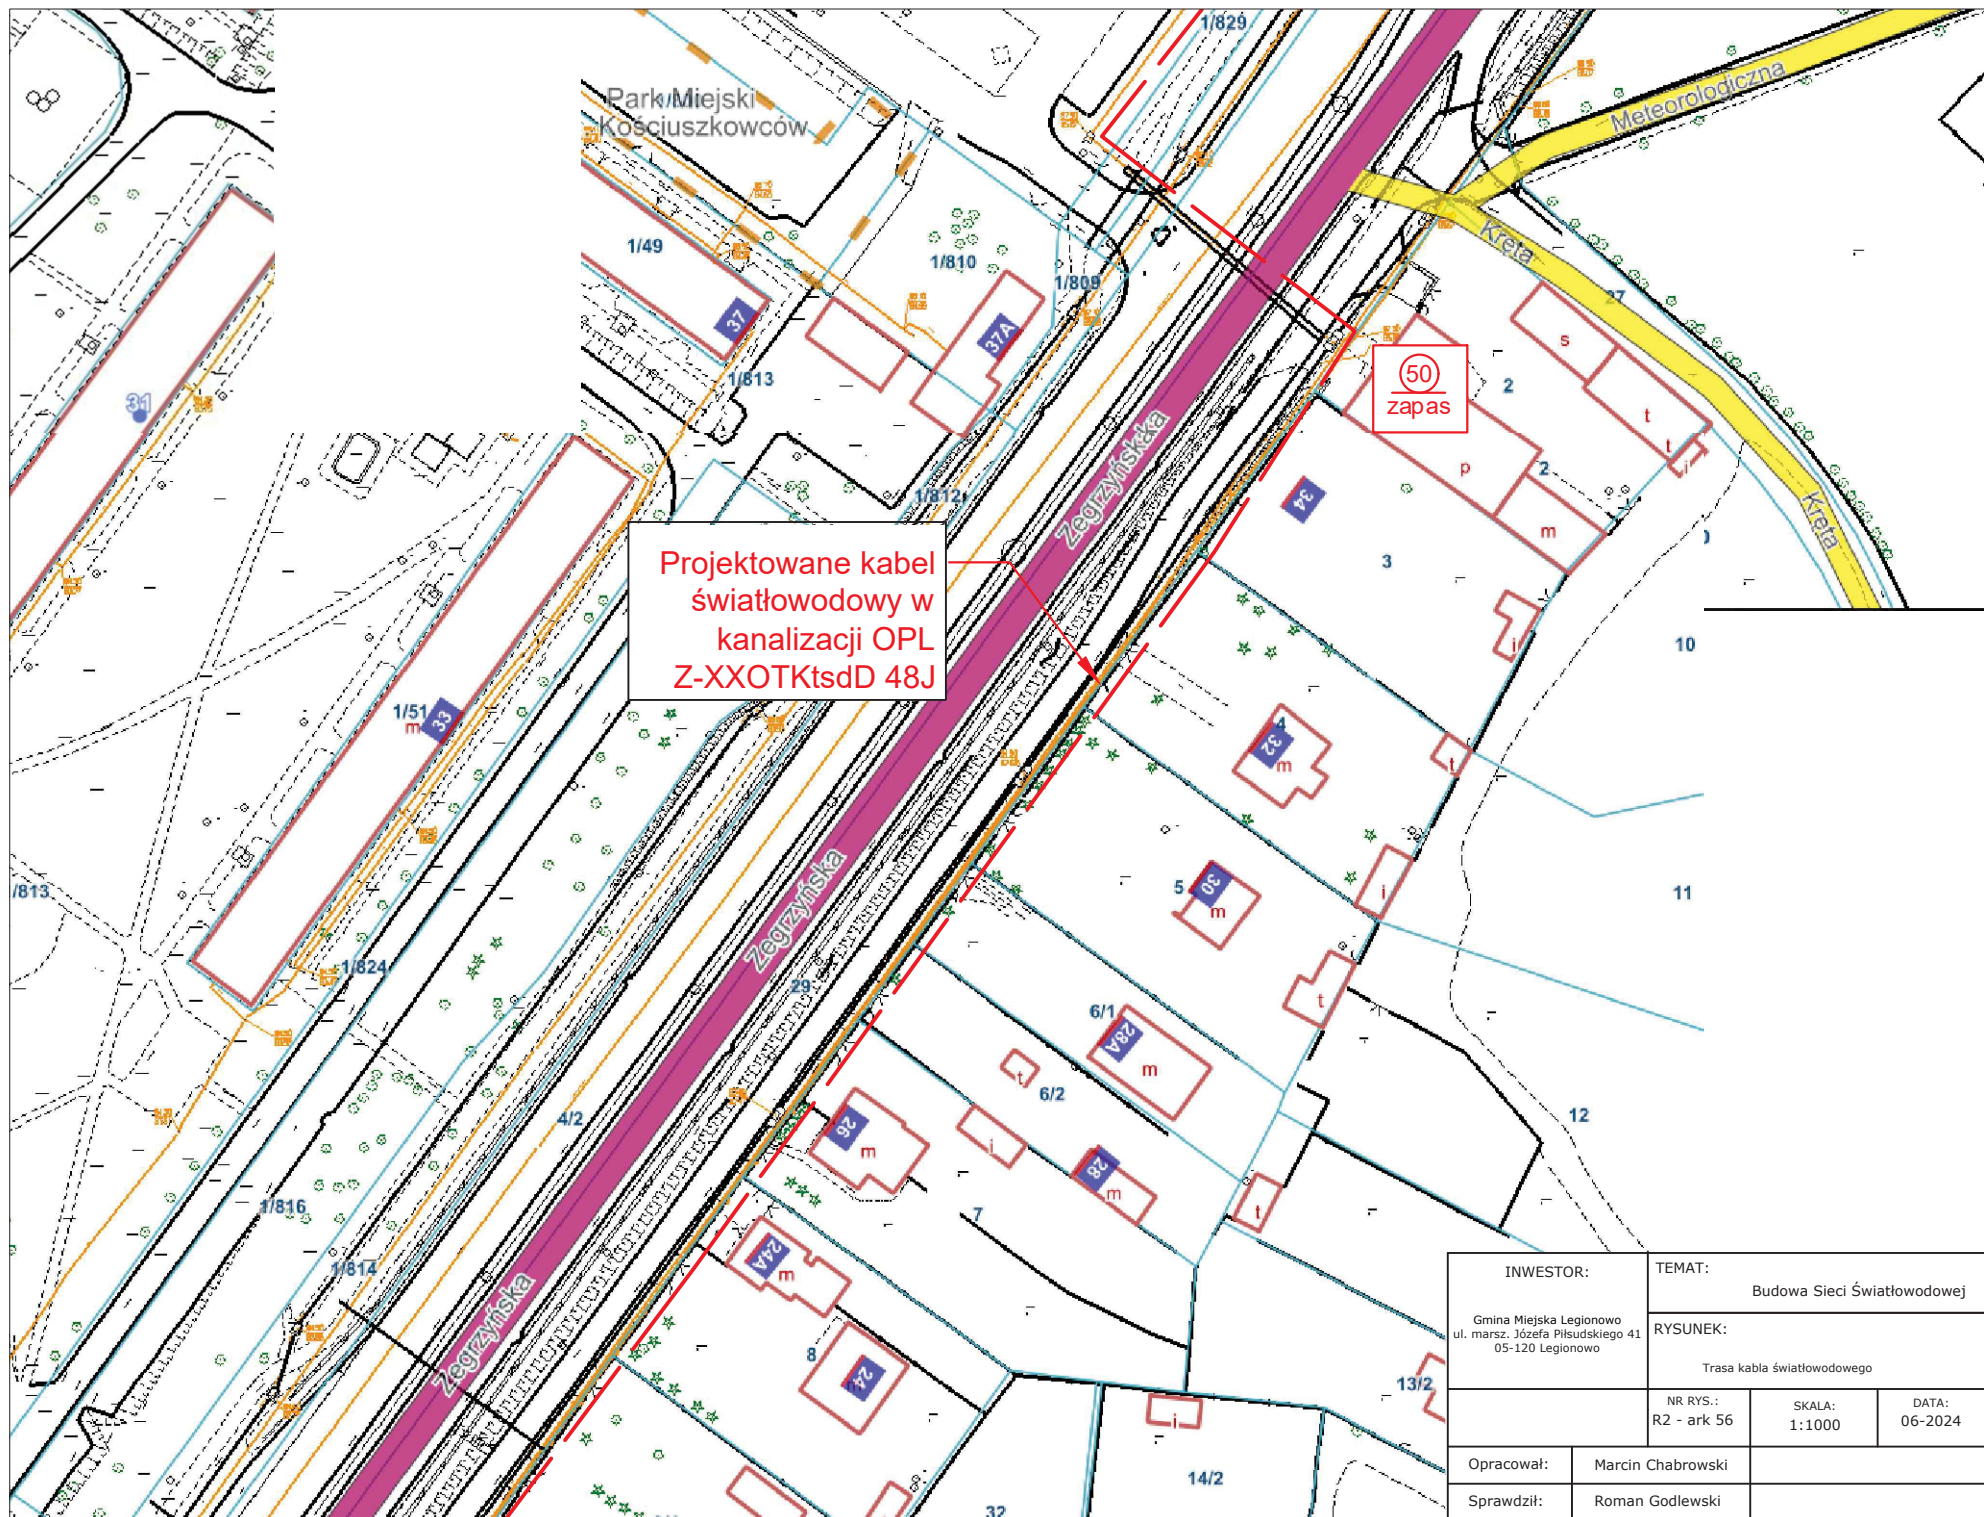 1/829
Park Miejski
Kościuszkowców
Meteorologiczna
Kręta
1/49
1/810
1/809
37
37A
27
1/813
50
zapas
s
2
t
t
i
31
Zegrzyńska
p
2
m
34
1/812
3
Kręta
Projektowane kabel
światłowodowy w
kanalizacji OPL
Z-XXOTKtsdD 48J
i
10
1/51
m
33
4
32
m
t
5
30
m
i
11
/813
Zegrzyńska
1/824
29
t
6/1
28A
m
t
6/2
12
4/2
26
m
i
28
m
t
1/816
7
1/814
24A
m
Zegrzyńska
8
24
m
13/2
i
14/2
32
INWESTOR:
Gmina Miejska Legionowo
ul. marsz. Józefa Piłsudskiego 41
05-120 Legionowo
TEMAT:
Budowa Sieci Światłowodowej
RYSUNEK:
Trasa kabla światłowodowego
NR RYS.:
R2 - ark 56
SKALA:
1:1000
DATA:
06-2024
Opracował:
Marcin Chabrowski
Sprawdził:
Roman Godlewski